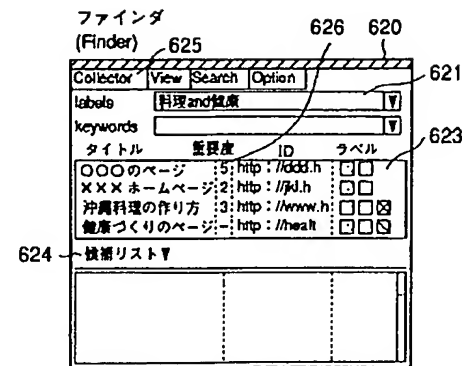 ファインダ
(Finder)
625
626
620
Collector View Search Option
621
labels 料理and健康
keywords
タイトル 重要度 ID ラベル
623
○○○のページ 5 http://ddd.h
×××ホームページ 2 http://jkl.h
沖縄料理の作り方 3 http://www.h
健康づくりのページ - http://healt
624 候補リスト▼